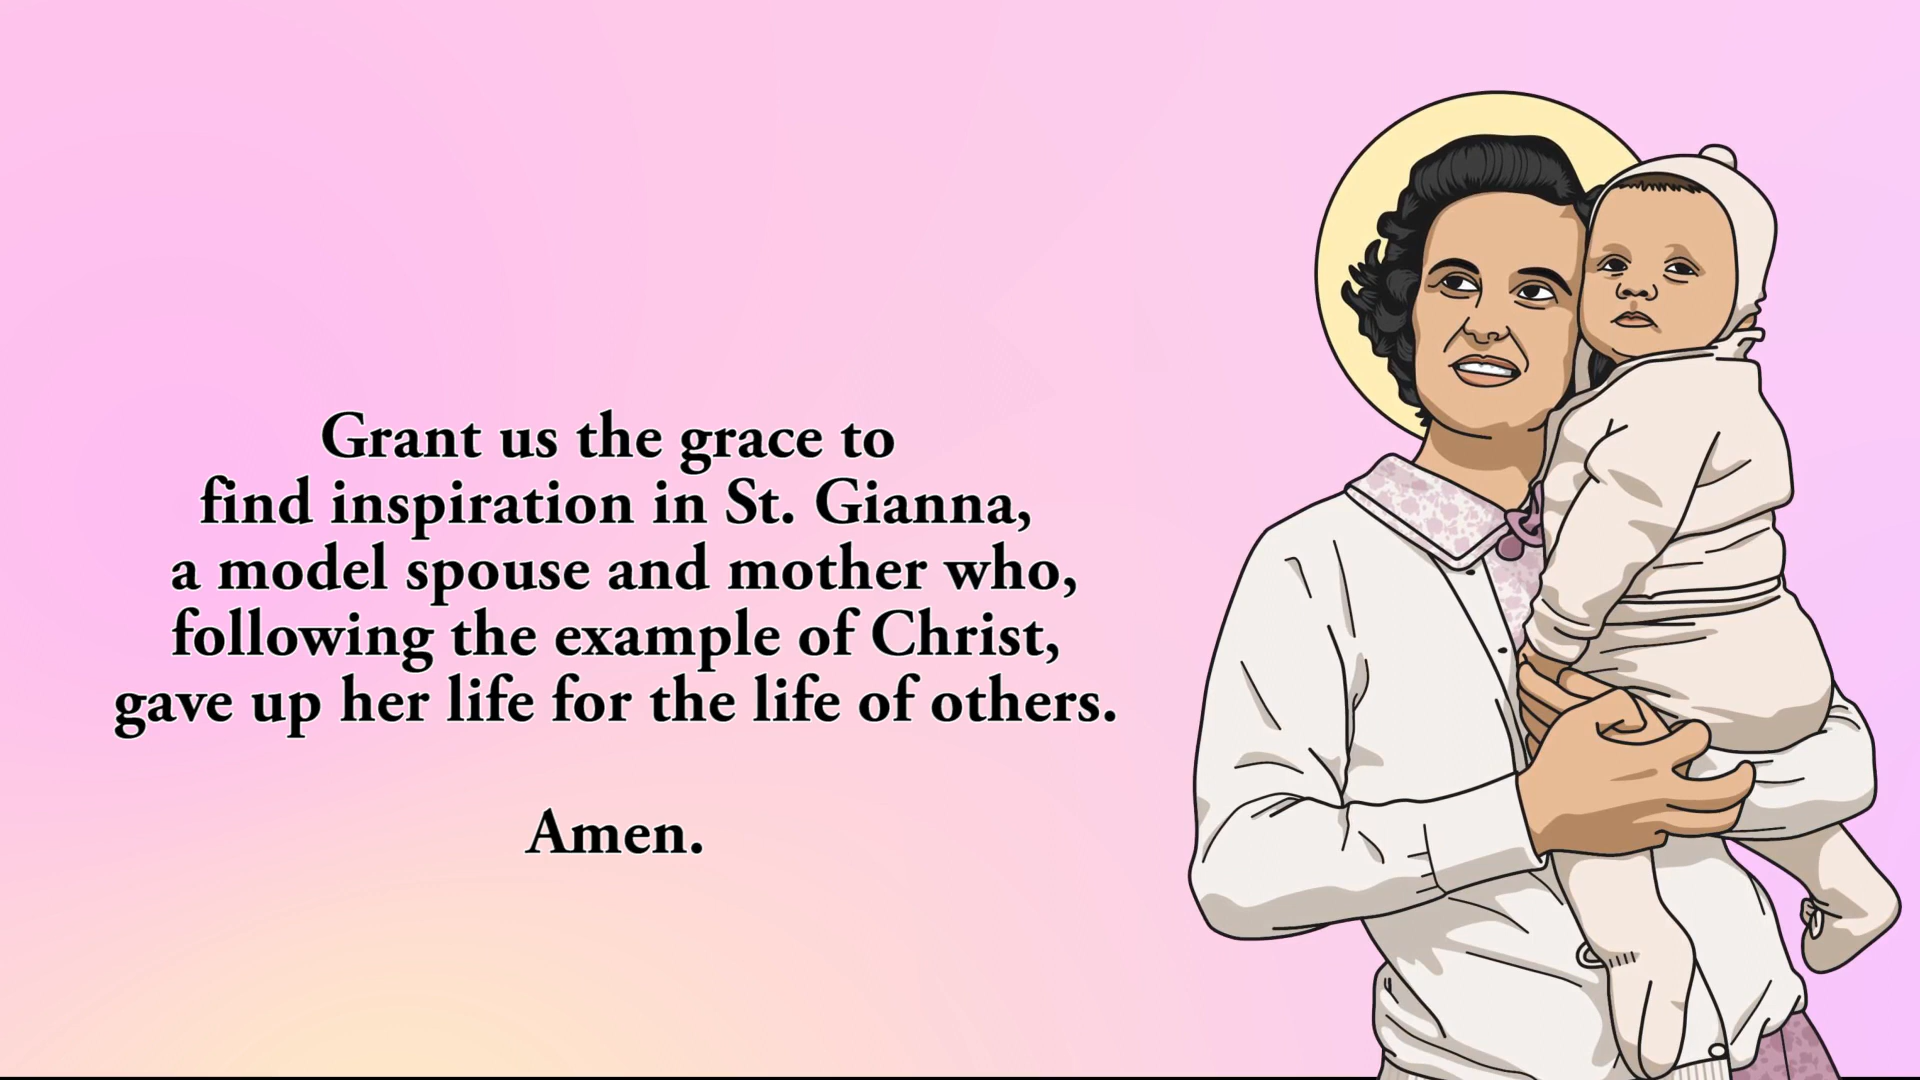 Grant us the grace to
find inspiration in St. Gianna,
a model spouse and mother who,
following the example of Christ,
gave up her life for the life of others.
Amen.